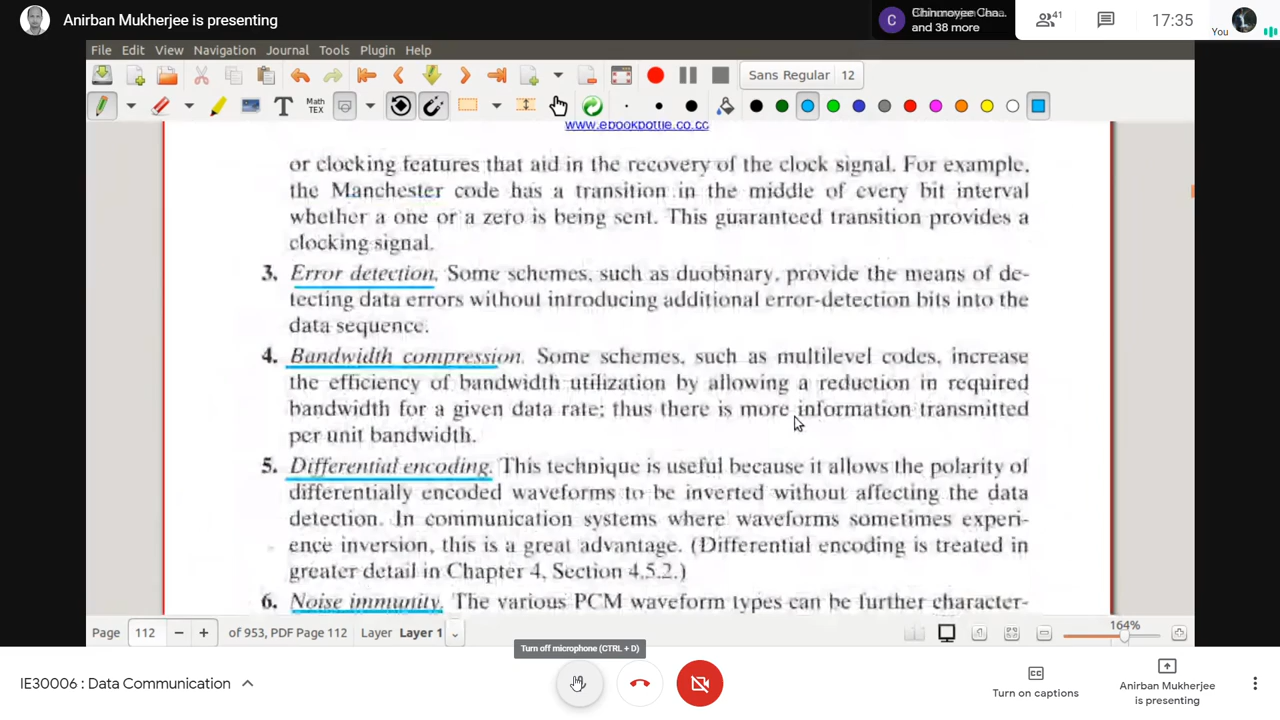 Anirban Mukherjee is presenting
C
and 38 more
41
17:35
You
File Edit View Navigation Journal Tools Plugin Help
Sans Regular 12
Math TEX
www.ebookbottle.co.cc
or clocking features that aid in the recovery of the clock signal. For example,
the Manchester code has a transition in the middle of every bit interval
whether a one or a zero is being sent. This guaranteed transition provides a
clocking signal.
3. Error detection. Some schemes, such as duobinary, provide the means of de-
tecting data errors without introducing additional error-detection bits into the
data sequence.
4. Bandwidth compression. Some schemes, such as multilevel codes, increase
the efficiency of bandwidth utilization by allowing a reduction in required
bandwidth for a given data rate; thus there is more information transmitted
per unit bandwidth.
5. Differential encoding. This technique is useful because it allows the polarity of
differentially encoded waveforms to be inverted without affecting the data
detection. In communication systems where waveforms sometimes experi-
ence inversion, this is a great advantage. (Differential encoding is treated in
greater detail in Chapter 4, Section 4.5.2.)
6. Noise immunity. The various PCM waveform types can be further character-
Page 112 of 953, PDF Page 112 Layer Layer 1 164%
Turn off microphone (CTRL + D)
IE30006 : Data Communication
Turn on captions
Anirban Mukherjee
is presenting